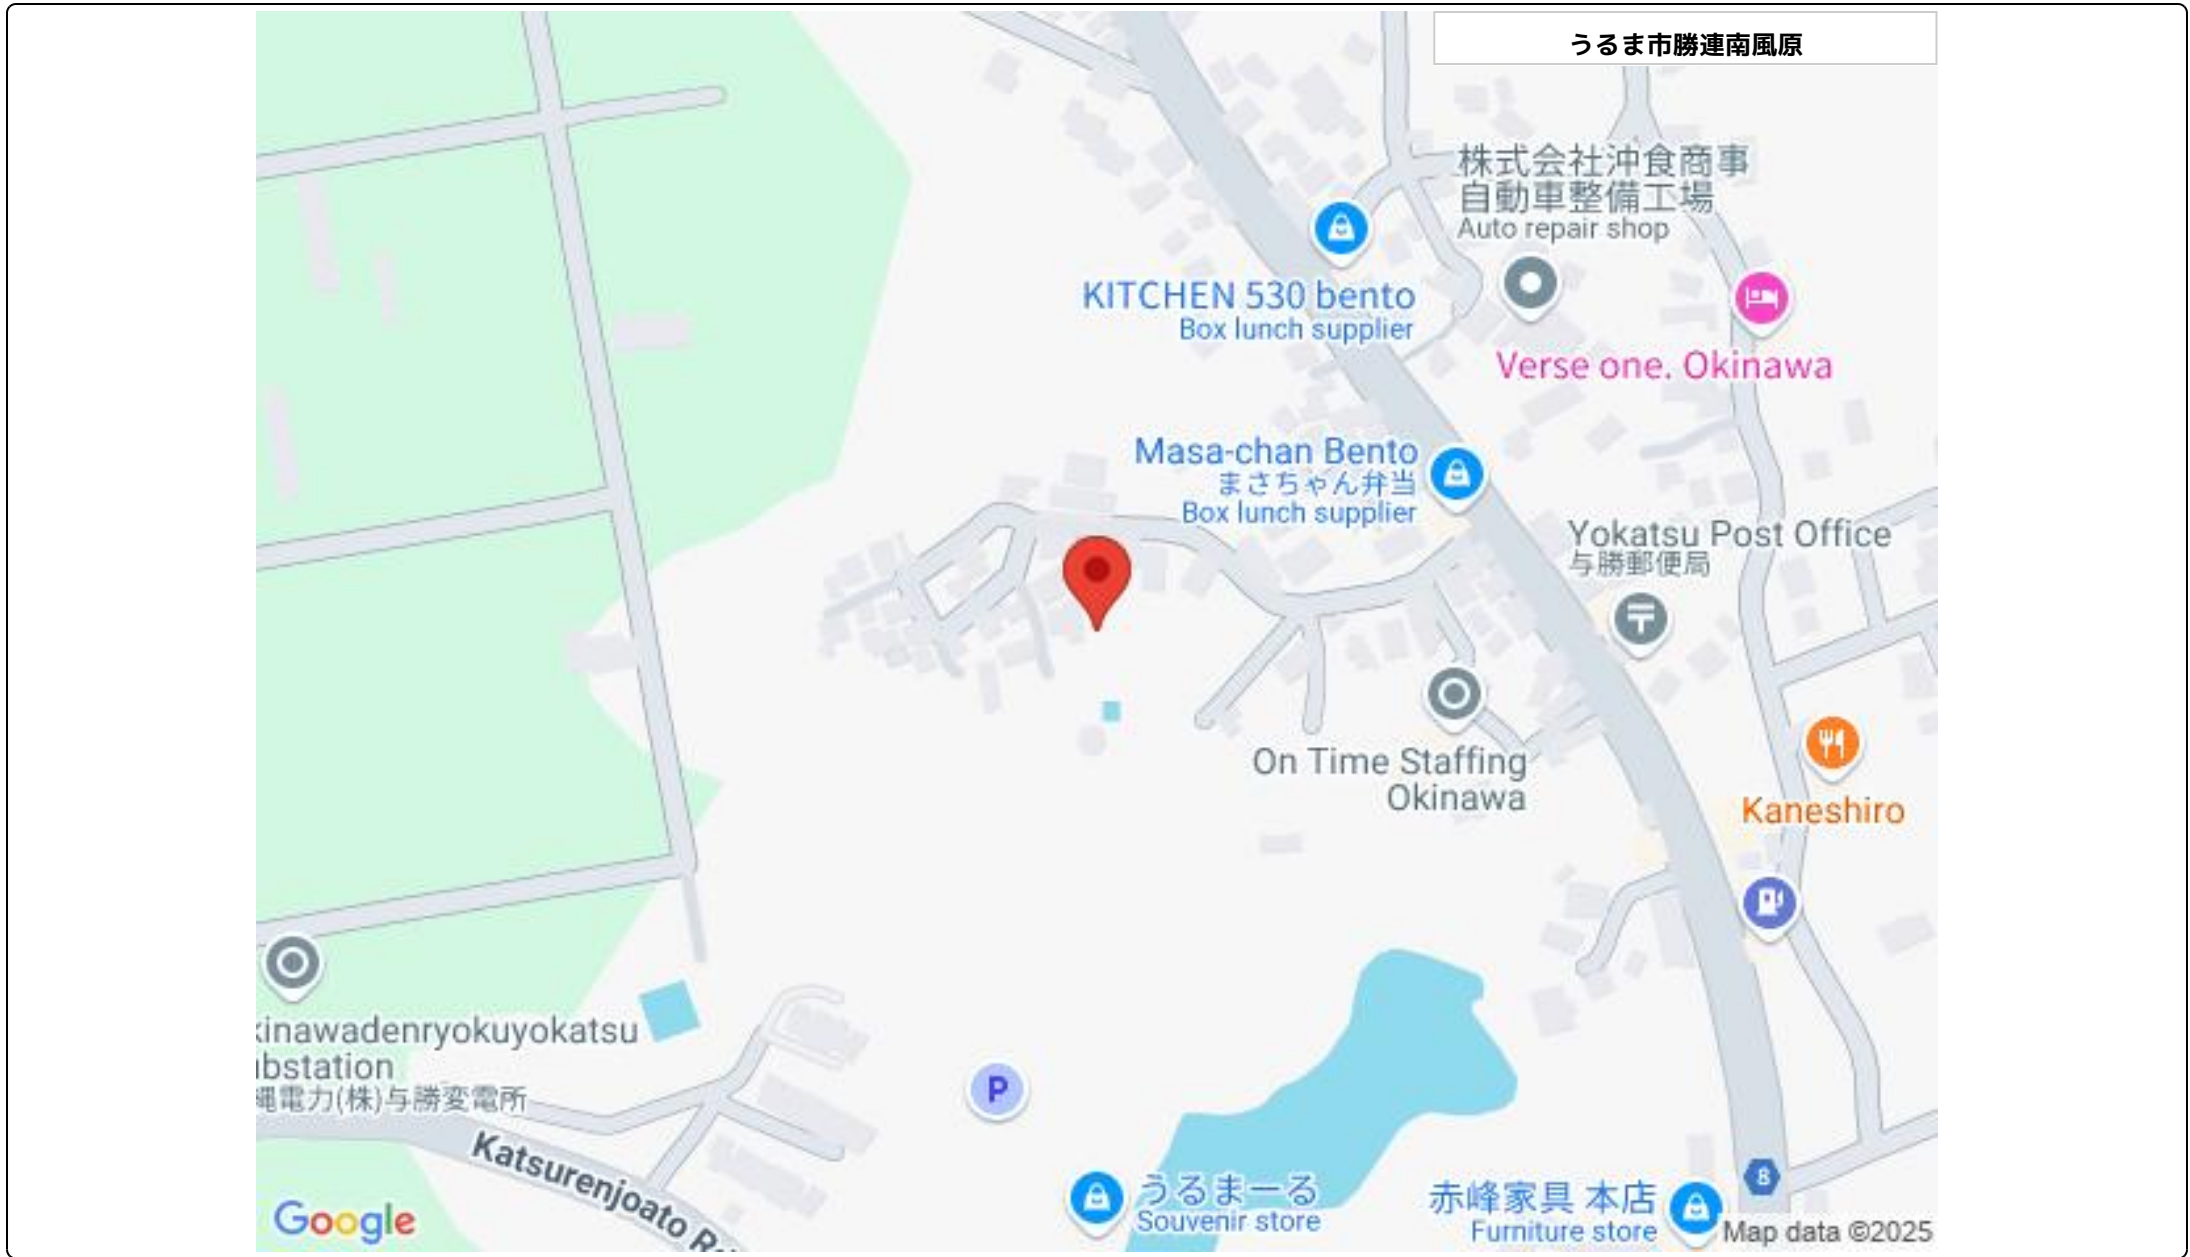 うるま市勝連南風原
株式会社沖食商事
自動車整備工場
Auto repair shop
KITCHEN 530 bento
Box lunch supplier
Verse one. Okinawa
Masa-chan Bento
まさちゃん弁当
Box lunch supplier
Yokatsu Post Office
与勝郵便局
On Time Staffing
Okinawa
Kaneshiro
kinawadenryokuyokatsu
ubstation
縄電力(株)与勝変電所
P
Katsurenjoato
うるまーる
Souvenir store
赤峰家具 本店
Furniture store
8
Google
Map data ©2025